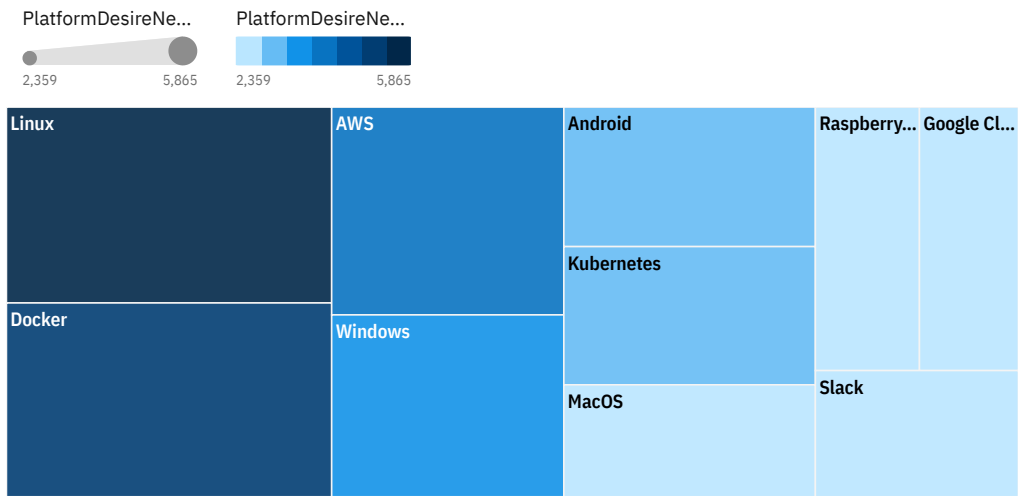 PlatformDesireNe...
PlatformDesireNe...
2,359
5,865
2,359
5,865
Linux
AWS
Android
Raspberry...
Google Cl...
Kubernetes
Docker
Windows
Slack
MacOS